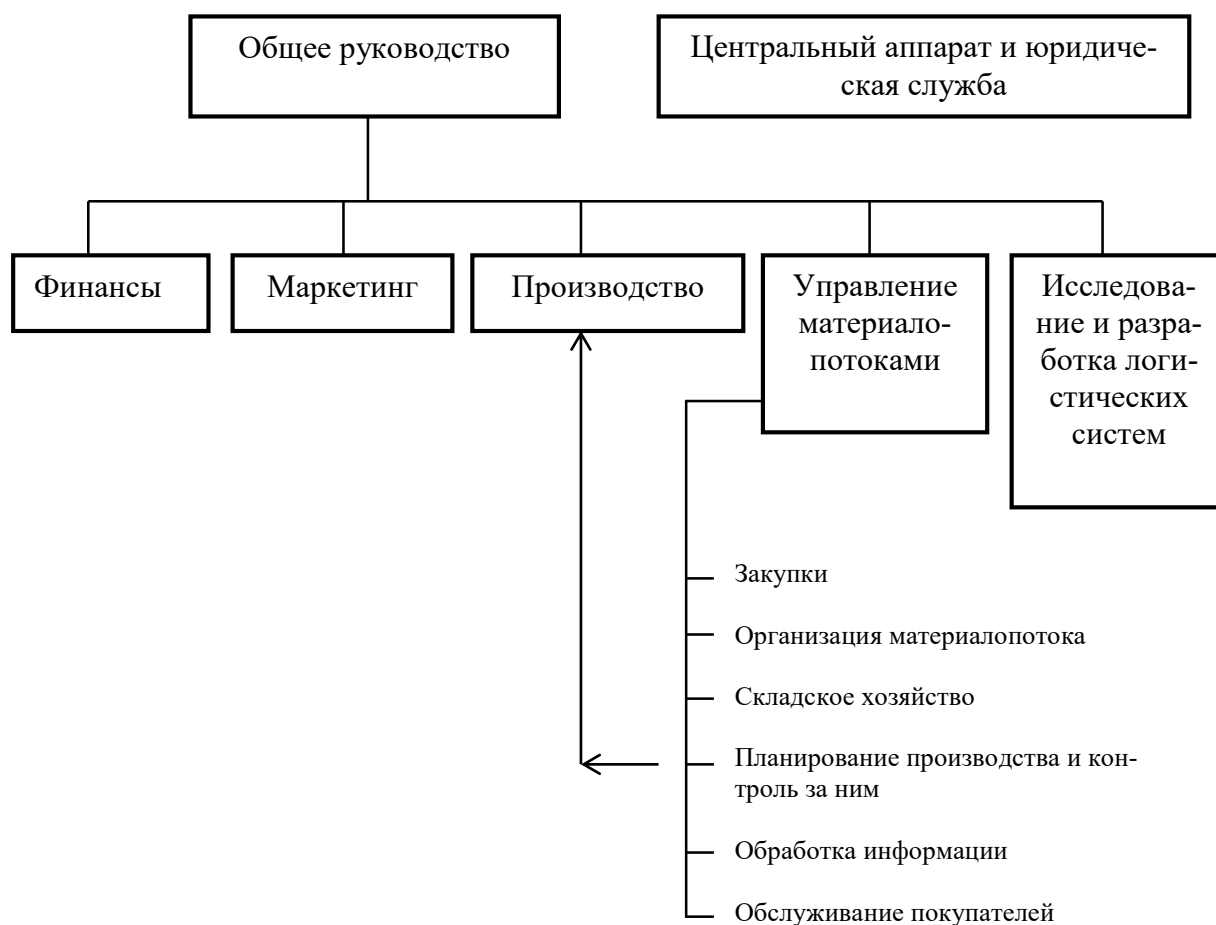 Общее руководство
Центральный аппарат и юридиче-
ская служба
Финансы
Маркетинг
Производство
Управление
материало-
потоками
Исследова-
ние и разра-
ботка логи-
стических
систем
Закупки
Организация материалопотока
Складское хозяйство
Планирование производства и кон-
троль за ним
Обработка информации
Обслуживание покупателей